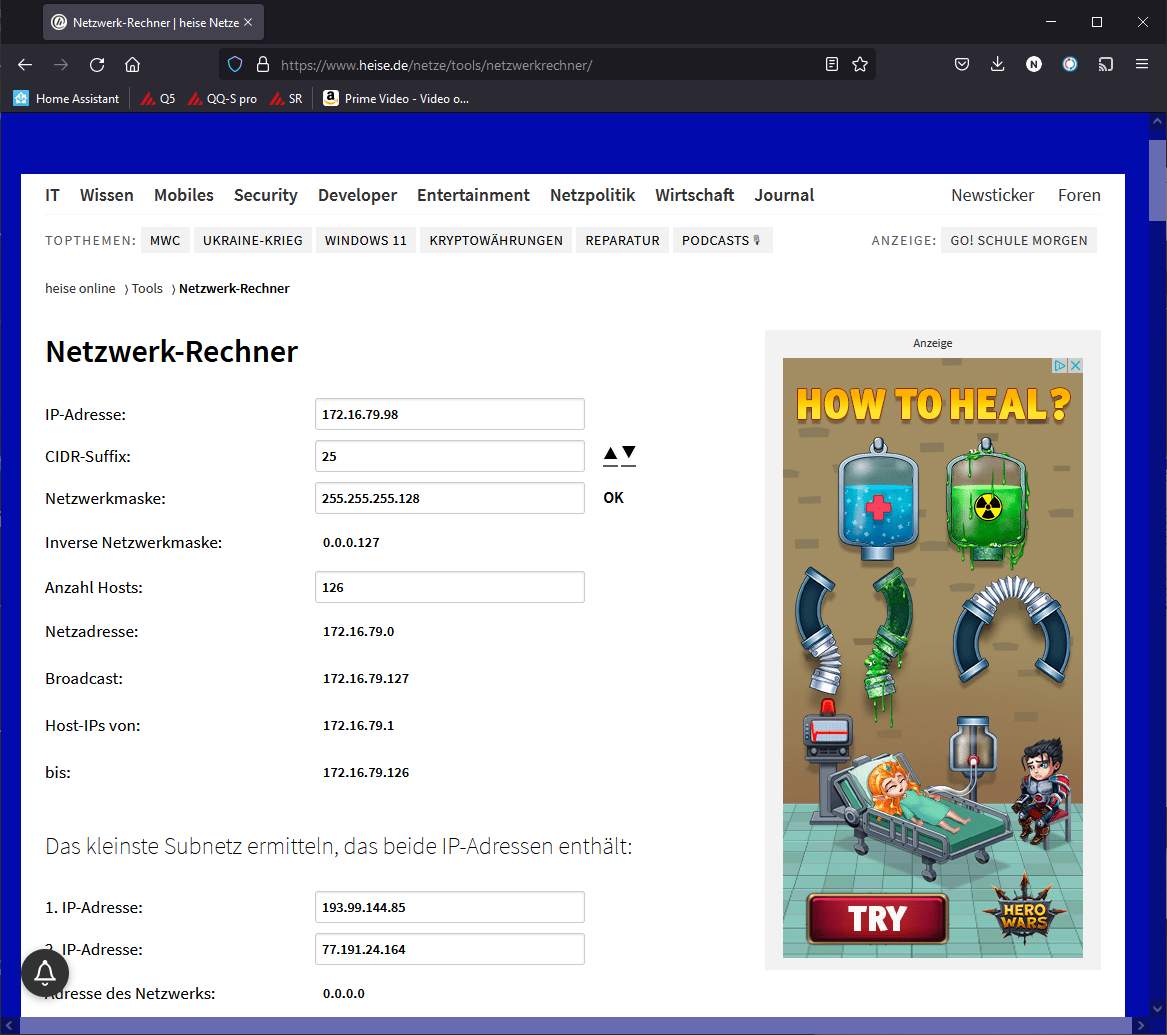 Netzwerk-Rechner | heise Netze
https://www.heise.de/netze/tools/netzwerkrechner/
N
Home Assistant Q5 QQ-S pro SR a Prime Video - Video o...
IT Wissen Mobiles Security Developer Entertainment Netzpolitik Wirtschaft Journal Newsticker Foren
TOPTHEMEN: MWC UKRAINE-KRIEG WINDOWS 11 KRYPTOWÄHRUNGEN REPARATUR PODCASTS ANZEIGE: GO! SCHULE MORGEN
heise online ⟩ Tools ⟩ Netzwerk-Rechner
Netzwerk-Rechner
IP-Adresse: 172.16.79.98
CIDR-Suffix: 25 ▲▼
Netzwerkmaske: 255.255.255.128 OK
Inverse Netzwerkmaske: 0.0.0.127
Anzahl Hosts: 126
Netzadresse: 172.16.79.0
Broadcast: 172.16.79.127
Host-IPs von: 172.16.79.1
bis: 172.16.79.126
Das kleinste Subnetz ermitteln, das beide IP-Adressen enthält:
1. IP-Adresse: 193.99.144.85
2. IP-Adresse: 77.191.24.164
Adresse des Netzwerks: 0.0.0.0
Anzeige
HOW TO HEAL?
TRY
HERO
WARS